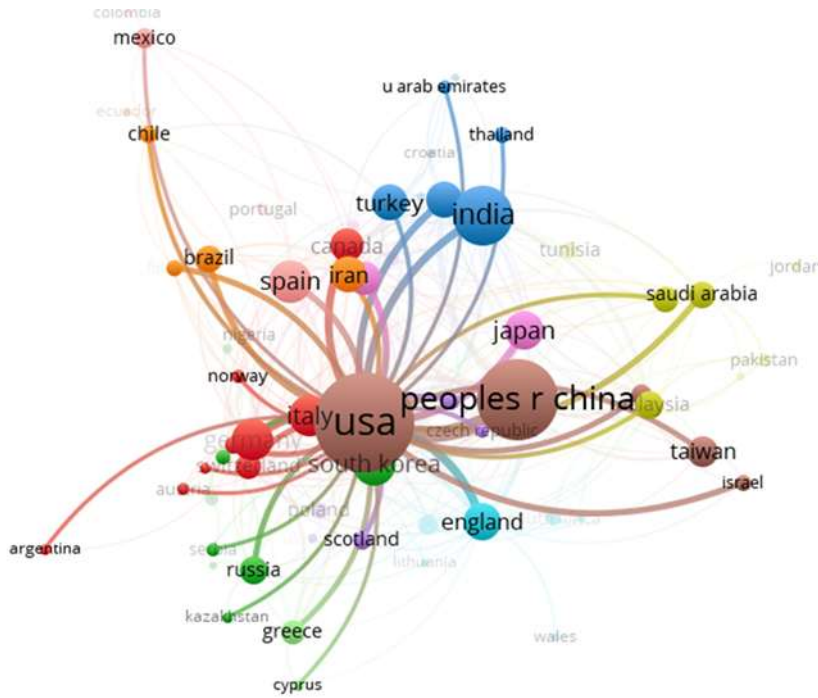 colombia
mexico
u arab emirates
ecuador
chile
thailand
croatia
turkey
india
portugal
canada
tunisia
brazil
iran
jordan
spain
saudi arabia
japan
nigeria
pakistan
norway
peoples r china
italy
usa
czech republic
germany
south korea
switzerland
taiwan
israel
austria
poland
england
scotland
argentina
serbia
lithuania
russia
kazakhstan
greece
wales
cyprus